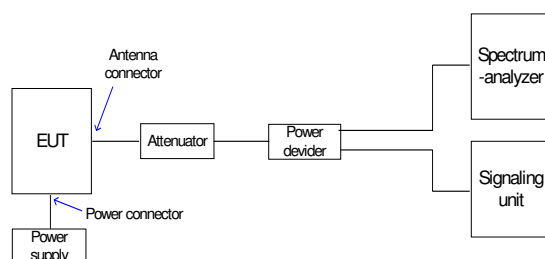 Antenna
connector
Spectrum
-analyzer
EUT
Attenuator
Power
devider
Signaling
unit
Power connector
Power
supply